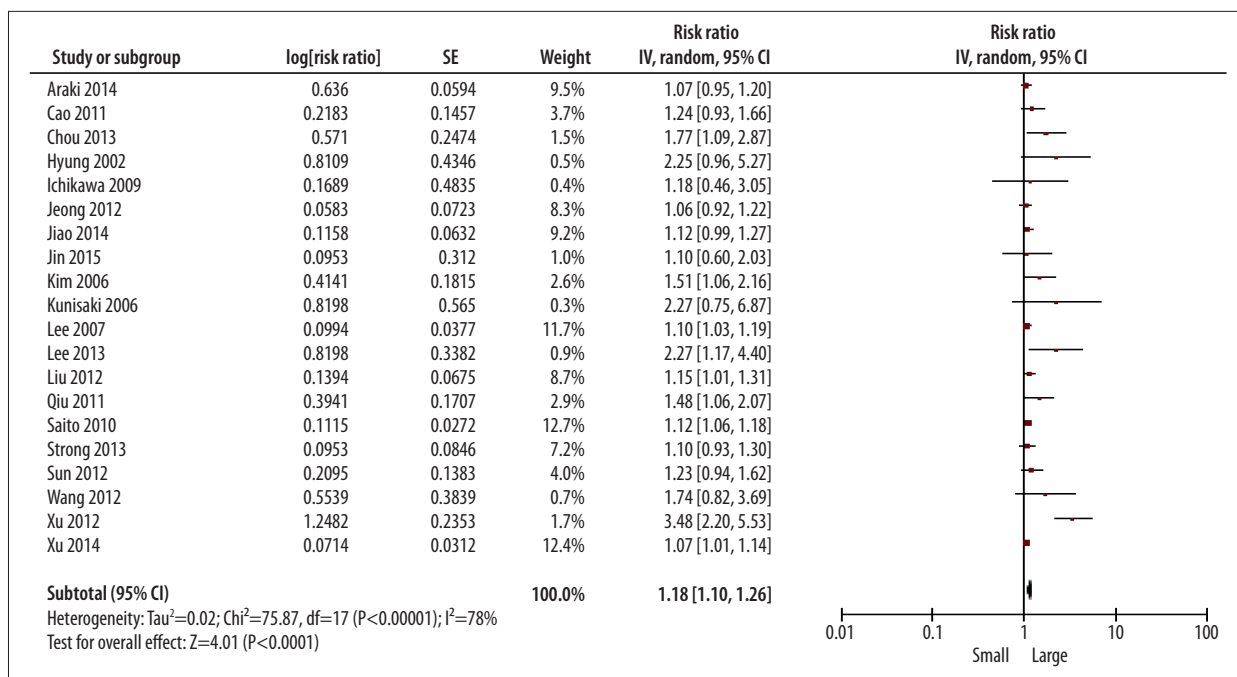 Risk ratio Risk ratio
Study or subgroup log[risk ratio] SE Weight IV, random, 95% CI IV, random, 95% CI
Araki 2014 0.636 0.0594 9.5% 1.07 [0.95, 1.20]
Cao 2011 0.2183 0.1457 3.7% 1.24 [0.93, 1.66]
Chou 2013 0.571 0.2474 1.5% 1.77 [1.09, 2.87]
Hyung 2002 0.8109 0.4346 0.5% 2.25 [0.96, 5.27]
Ichikawa 2009 0.1689 0.4835 0.4% 1.18 [0.46, 3.05]
Jeong 2012 0.0583 0.0723 8.3% 1.06 [0.92, 1.22]
Jiao 2014 0.1158 0.0632 9.2% 1.12 [0.99, 1.27]
Jin 2015 0.0953 0.312 1.0% 1.10 [0.60, 2.03]
Kim 2006 0.4141 0.1815 2.6% 1.51 [1.06, 2.16]
Kunisaki 2006 0.8198 0.565 0.3% 2.27 [0.75, 6.87]
Lee 2007 0.0994 0.0377 11.7% 1.10 [1.03, 1.19]
Lee 2013 0.8198 0.3382 0.9% 2.27 [1.17, 4.40]
Liu 2012 0.1394 0.0675 8.7% 1.15 [1.01, 1.31]
Qiu 2011 0.3941 0.1707 2.9% 1.48 [1.06, 2.07]
Saito 2010 0.1115 0.0272 12.7% 1.12 [1.06, 1.18]
Strong 2013 0.0953 0.0846 7.2% 1.10 [0.93, 1.30]
Sun 2012 0.2095 0.1383 4.0% 1.23 [0.94, 1.62]
Wang 2012 0.5539 0.3839 0.7% 1.74 [0.82, 3.69]
Xu 2012 1.2482 0.2353 1.7% 3.48 [2.20, 5.53]
Xu 2014 0.0714 0.0312 12.4% 1.07 [1.01, 1.14]
Subtotal (95% CI) 100.0% 1.18 [1.10, 1.26]
Heterogeneity: Tau²=0.02; Chi²=75.87, df=17 (P<0.00001); I²=78%
Test for overall effect: Z=4.01 (P<0.0001)
0.01 0.1 1 10 100
Small Large